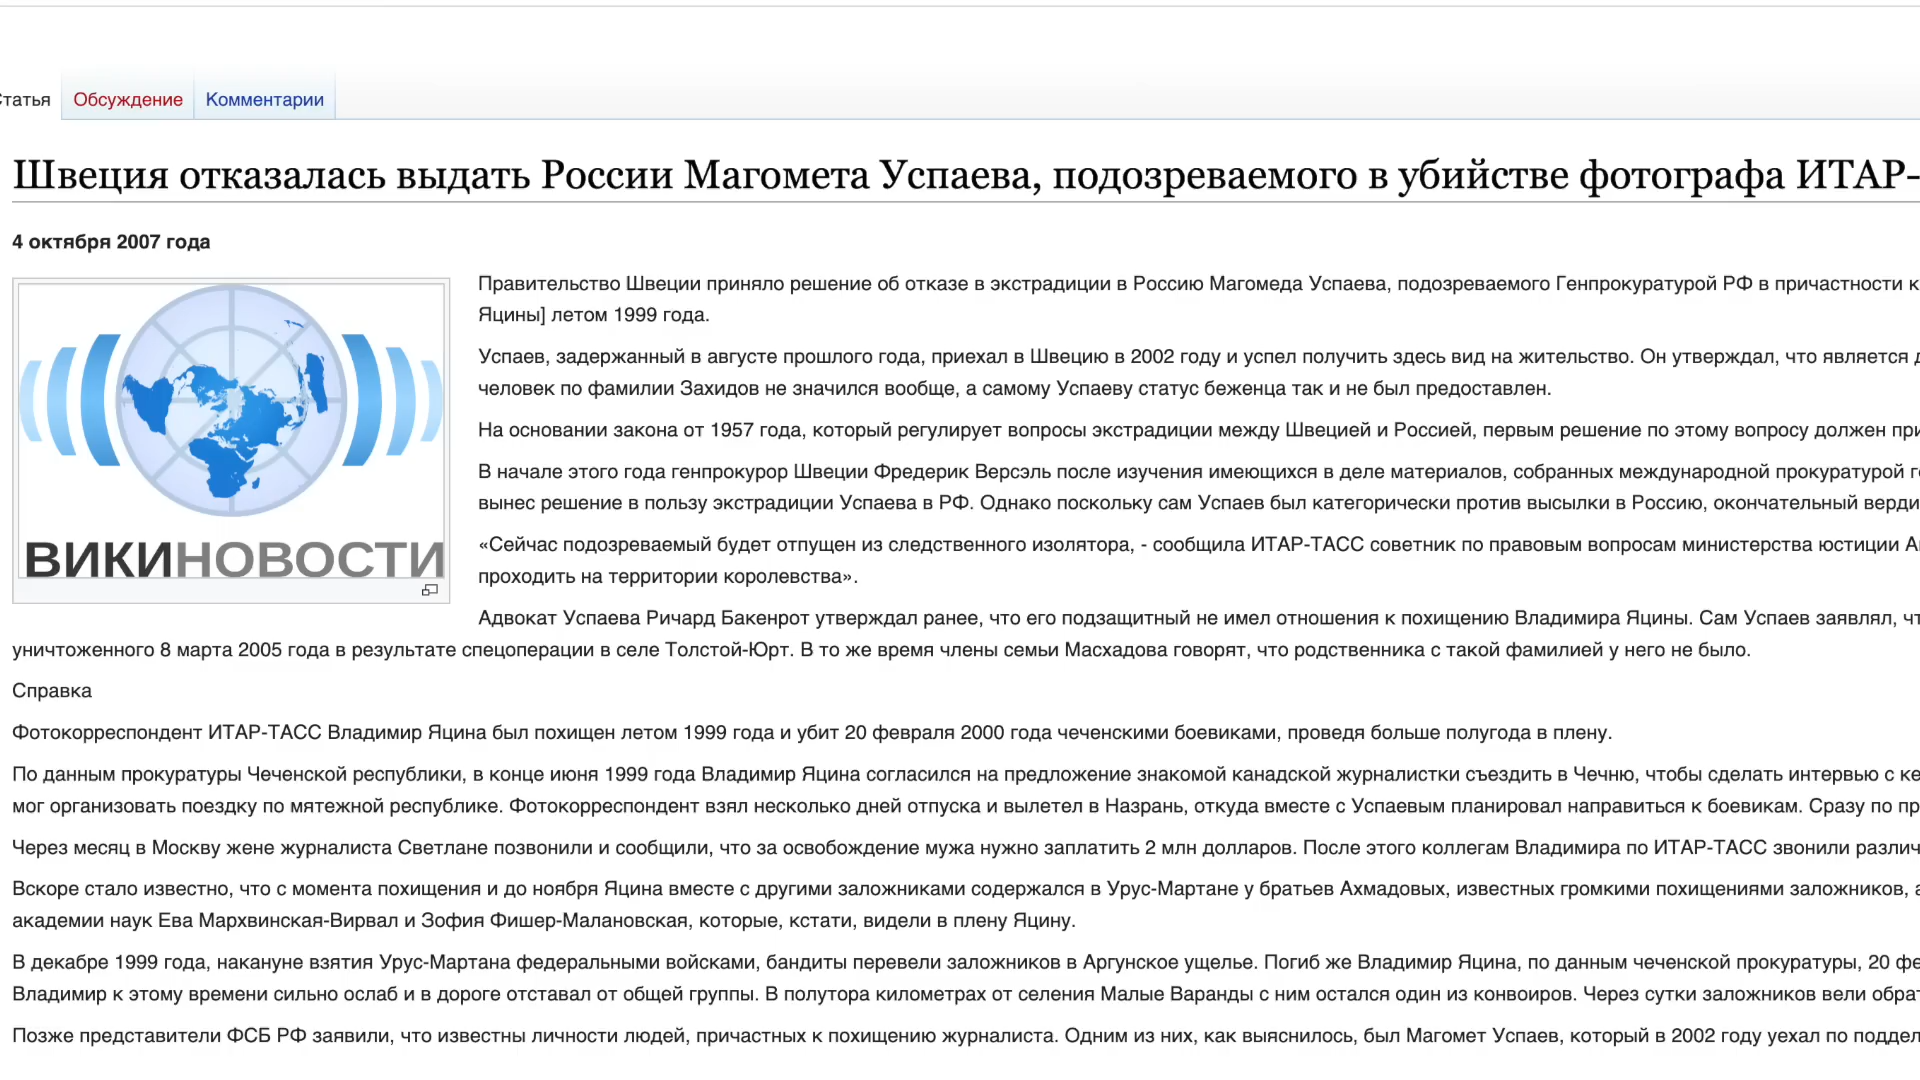 Статья Обсуждение Комментарии
Швеция отказалась выдать России Магомета Успаева, подозреваемого в убийстве фотографа ИТАР-
4 октября 2007 года
Правительство Швеции приняло решение об отказе в экстрадиции в Россию Магомеда Успаева, подозреваемого Генпрокуратурой РФ в причастности к
Яцины] летом 1999 года.
Успаев, задержанный в августе прошлого года, приехал в Швецию в 2002 году и успел получить здесь вид на жительство. Он утверждал, что является
человек по фамилии Захидов не значился вообще, а самому Успаеву статус беженца так и не был предоставлен.
На основании закона от 1957 года, который регулирует вопросы экстрадиции между Швецией и Россией, первым решение по этому вопросу должен при
В начале этого года генпрокурор Швеции Фредерик Версэль после изучения имеющихся в деле материалов, собранных международной прокуратурой г
вынес решение в пользу экстрадиции Успаева в РФ. Однако поскольку сам Успаев был категорически против высылки в Россию, окончательный верди
«Сейчас подозреваемый будет отпущен из следственного изолятора, - сообщила ИТАР-ТАСС советник по правовым вопросам министерства юстиции А
проходить на территории королевства».
ВИКИНОВОСТИ
Адвокат Успаева Ричард Бакенрот утверждал ранее, что его подзащитный не имел отношения к похищению Владимира Яцины. Сам Успаев заявлял, чт
уничтоженного 8 марта 2005 года в результате спецоперации в селе Толстой-Юрт. В то же время члены семьи Масхадова говорят, что родственника с такой фамилией у него не было.
Справка
Фотокорреспондент ИТАР-ТАСС Владимир Яцина был похищен летом 1999 года и убит 20 февраля 2000 года чеченскими боевиками, проведя больше полугода в плену.
По данным прокуратуры Чеченской республики, в конце июня 1999 года Владимир Яцина согласился на предложение знакомой канадской журналистки съездить в Чечню, чтобы сделать интервью с ке
мог организовать поездку по мятежной республике. Фотокорреспондент взял несколько дней отпуска и вылетел в Назрань, откуда вместе с Успаевым планировал направиться к боевикам. Сразу по пр
Через месяц в Москву жене журналиста Светлане позвонили и сообщили, что за освобождение мужа нужно заплатить 2 млн долларов. После этого коллегам Владимира по ИТАР-ТАСС звонили различ
Вскоре стало известно, что с момента похищения и до ноября Яцина вместе с другими заложниками содержался в Урус-Мартане у братьев Ахмадовых, известных громкими похищениями заложников, а
академии наук Ева Мархвинская-Вирвал и Зофия Фишер-Малановская, которые, кстати, видели в плену Яцину.
В декабре 1999 года, накануне взятия Урус-Мартана федеральными войсками, бандиты перевели заложников в Аргунское ущелье. Погиб же Владимир Яцина, по данным чеченской прокуратуры, 20 фе
Владимир к этому времени сильно ослаб и в дороге отставал от общей группы. В полутора километрах от селения Малые Варанды с ним остался один из конвоиров. Через сутки заложников вели обрат
Позже представители ФСБ РФ заявили, что известны личности людей, причастных к похищению журналиста. Одним из них, как выяснилось, был Магомет Успаев, который в 2002 году уехал по поддел